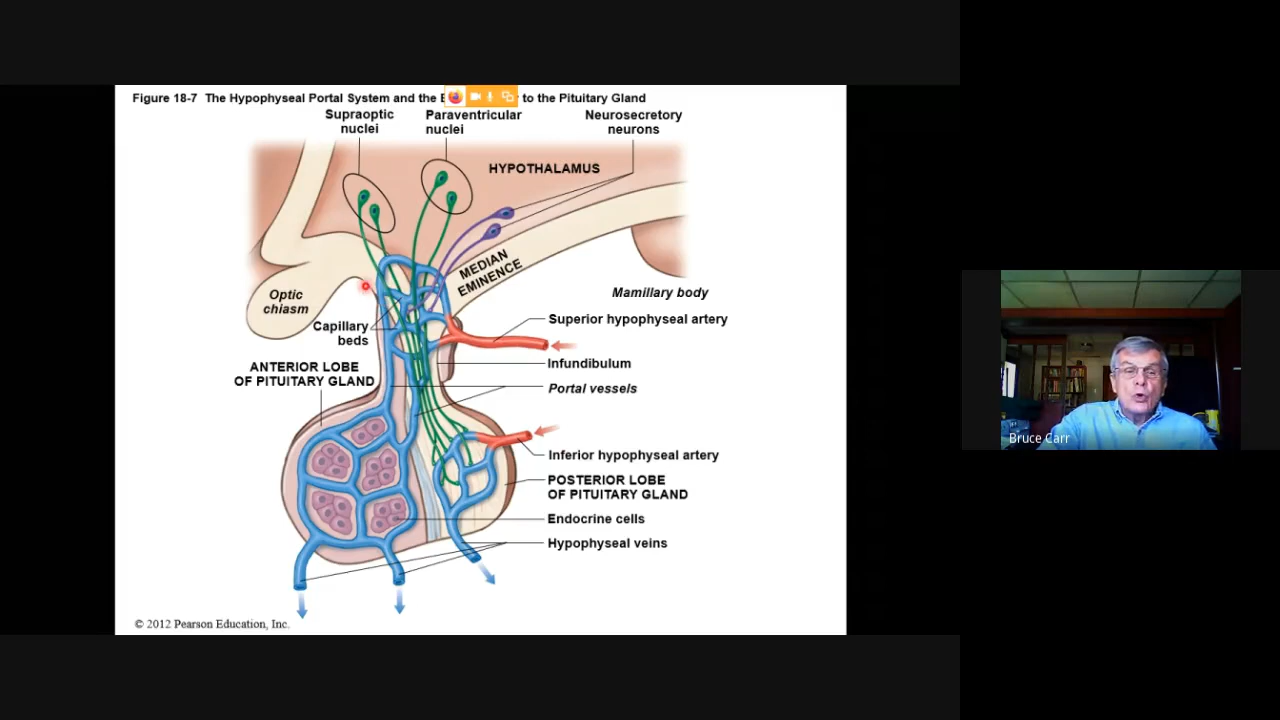 Figure 18-7 The Hypophyseal Portal System and the to the Pituitary Gland
Supraoptic
nuclei
Paraventricular
nuclei
Neurosecretory
neurons
HYPOTHALAMUS
MEDIAN
EMINENCE
Optic
chiasm
Mamillary body
Capillary
beds
Superior hypophyseal artery
ANTERIOR LOBE
OF PITUITARY GLAND
Infundibulum
Portal vessels
Inferior hypophyseal artery
POSTERIOR LOBE
OF PITUITARY GLAND
Endocrine cells
Hypophyseal veins
© 2012 Pearson Education, Inc.
Bruce Carr